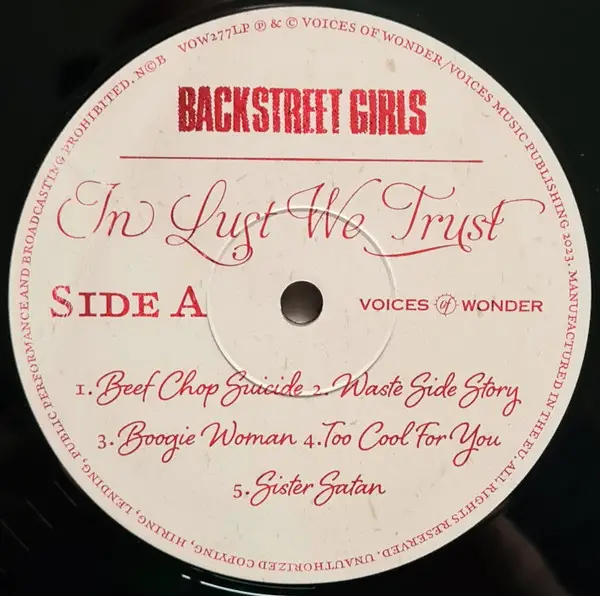 BACKSTREET GIRLS
In Lust We Trust
SIDE A
VOICES of WONDER
1. Beef Chop Suicide 2. Waste Side Story
3. Boogie Woman 4. Too Cool For You
5. Sister Satan
VOW277LP ℗ & © VOICES OF WONDER/VOICES MUSIC PUBLISHING 2023. MANUFACTURED IN THE EU. ALL RIGHTS RESERVED. UNAUTHORIZED COPYING, HIRING, LENDING, PUBLIC PERFORMANCE AND BROADCASTING PROHIBITED. N©B